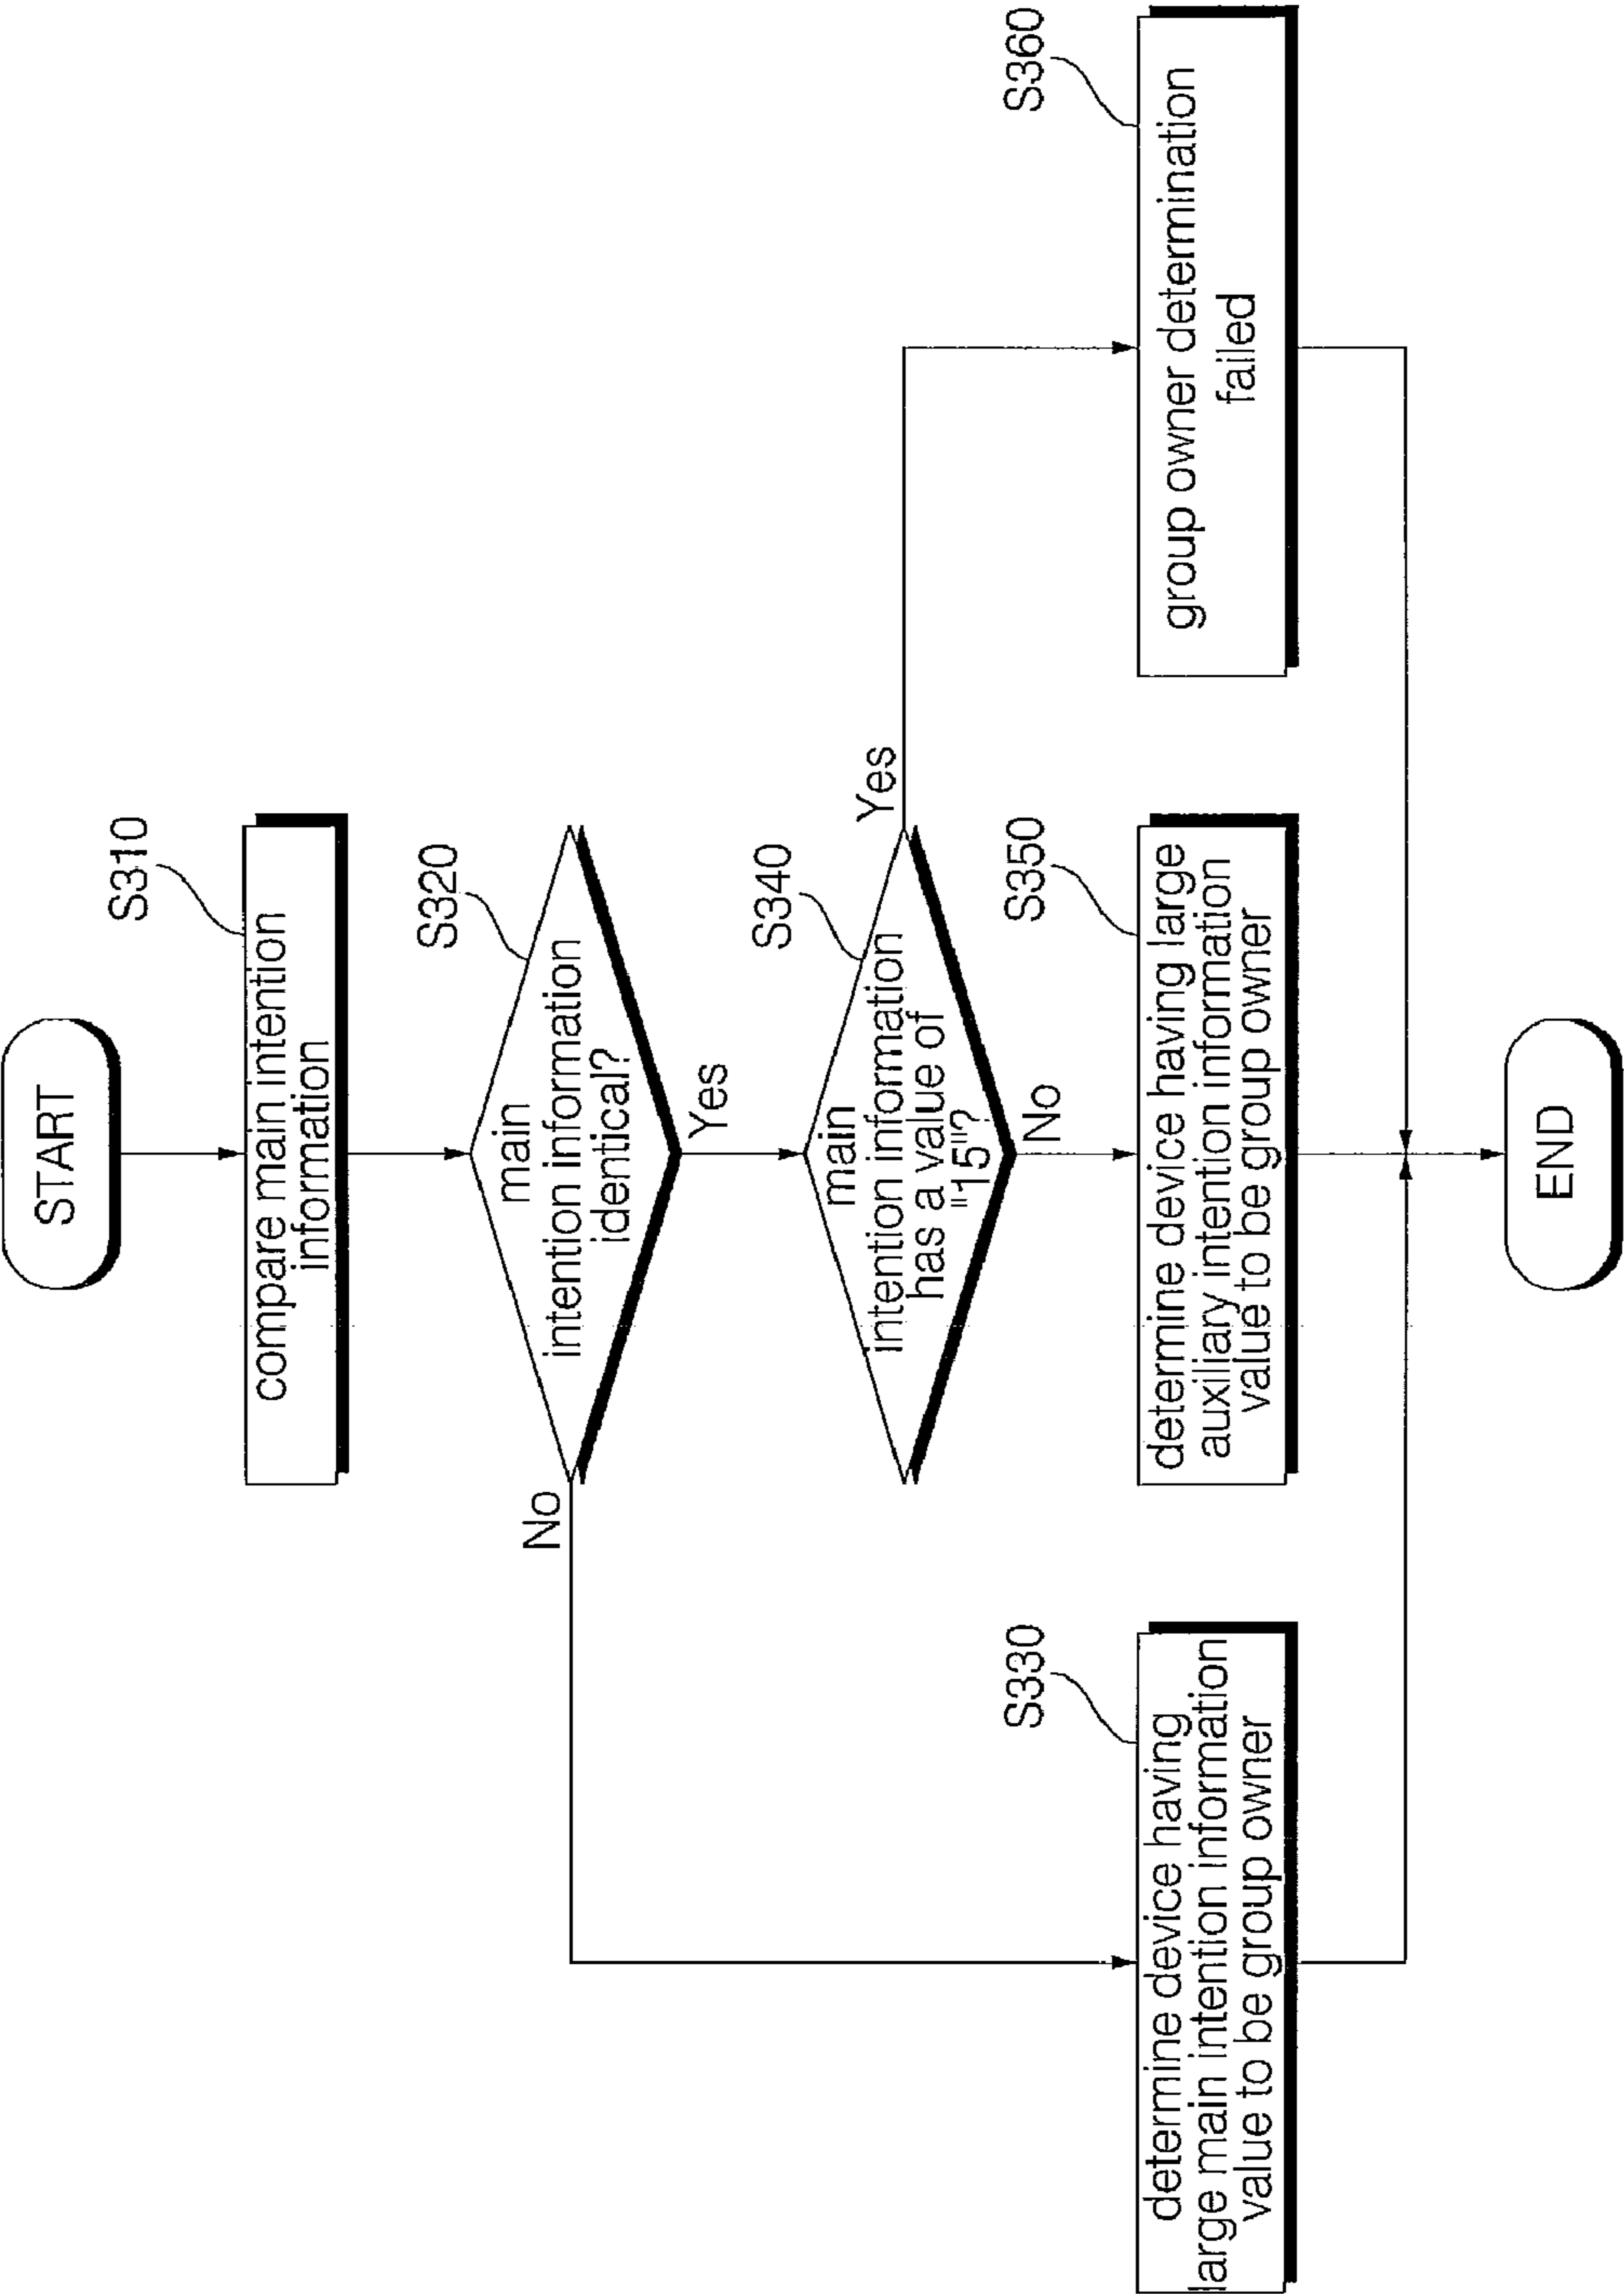 START
S310
compare main intention
information
S320
main
intention information
identical?
No
Yes
S340
main
intention information
has a value of
"15"?
Yes
No
S330
determine device having
large main intention information
value to be group owner
S350
determine device having large
auxiliary intention information
value to be group owner
S360
group owner determination
failed
END